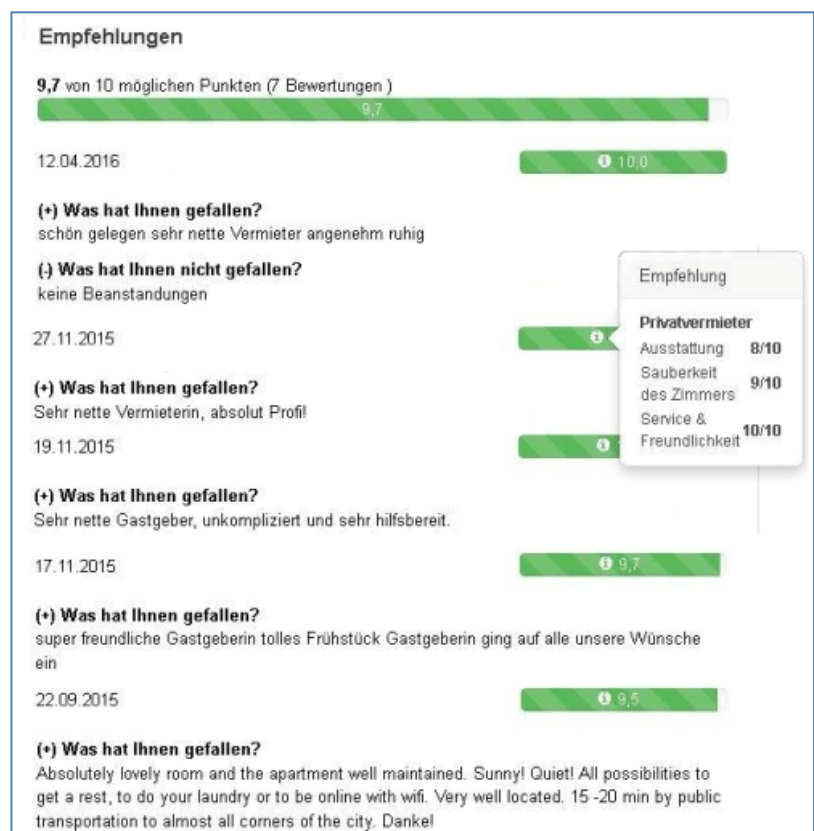 Empfehlungen
9,7 von 10 möglichen Punkten (7 Bewertungen )
9,7
12.04.2016
10,0
(+) Was hat Ihnen gefallen?
schön gelegen sehr nette Vermieter angenehm ruhig
(-) Was hat Ihnen nicht gefallen?
keine Beanstandungen
27.11.2015
Empfehlung
Privatvermieter
Ausstattung 8/10
Sauberkeit
des Zimmers 9/10
Service &
Freundlichkeit 10/10
(+) Was hat Ihnen gefallen?
Sehr nette Vermieterin, absolut Profi!
19.11.2015
(+) Was hat Ihnen gefallen?
Sehr nette Gastgeber, unkompliziert und sehr hilfsbereit.
17.11.2015
9,7
(+) Was hat Ihnen gefallen?
super freundliche Gastgeberin tolles Frühstück Gastgeberin ging auf alle unsere Wünsche
ein
22.09.2015
9,5
(+) Was hat Ihnen gefallen?
Absolutely lovely room and the apartment well maintained. Sunny! Quiet! All possibilities to
get a rest, to do your laundry or to be online with wifi. Very well located. 15 -20 min by public
transportation to almost all corners of the city. Danke!